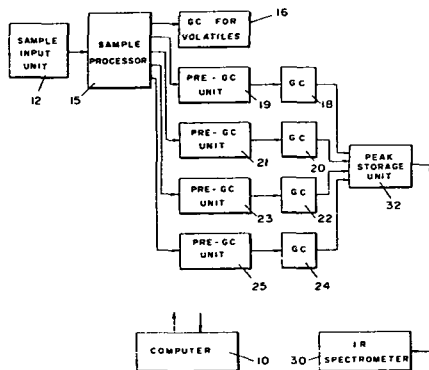 SAMPLE
INPUT
UNIT
12
SAMPLE
PROCESSOR
15
GC FOR
VOLATILES
16
PRE-GC
UNIT
19
GC
18
PRE-GC
UNIT
21
GC
20
PRE-GC
UNIT
23
GC
22
PRE-GC
UNIT
25
GC
24
PEAK
STORAGE
UNIT
32
COMPUTER
10
IR
SPECTROMETER
30